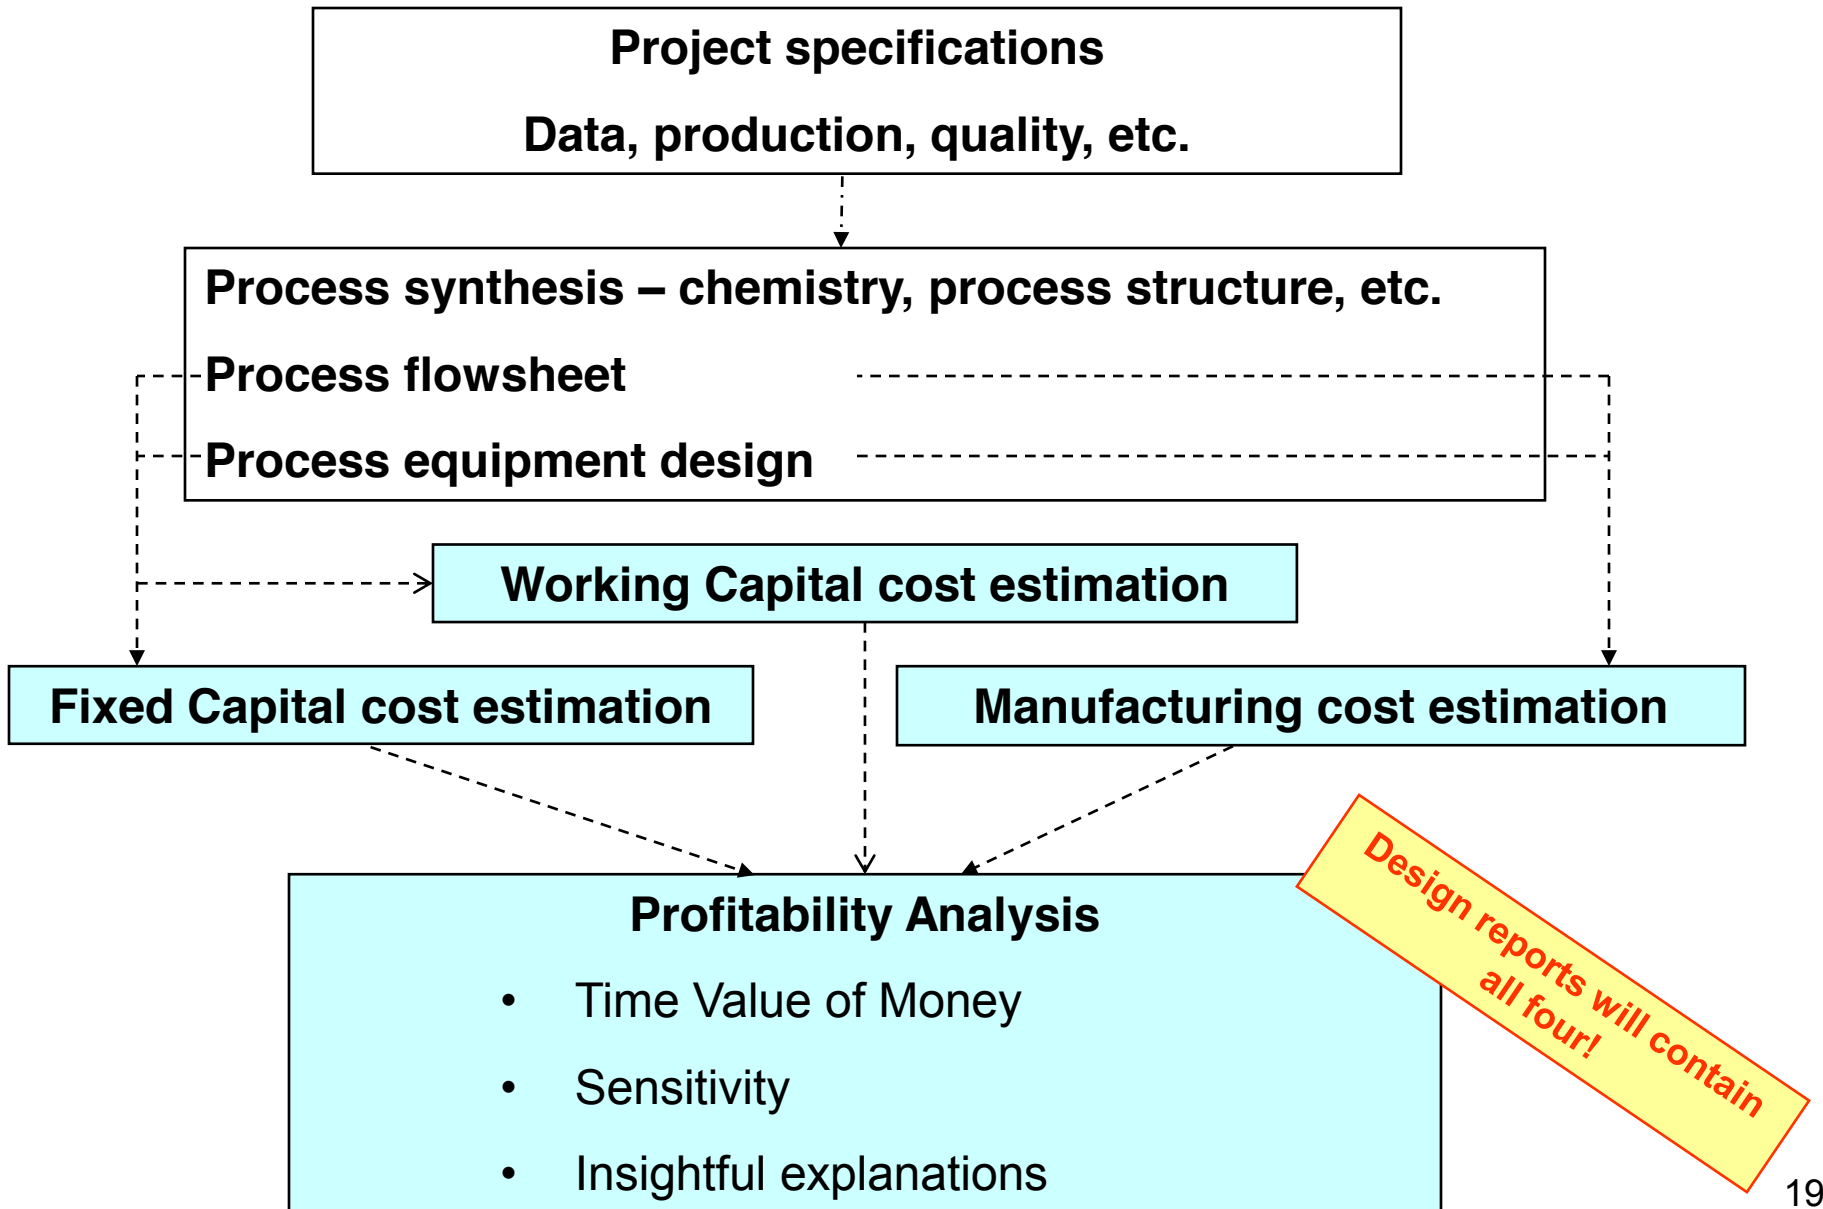 Project specifications
Data, production, quality, etc.
Process synthesis – chemistry, process structure, etc.
Process flowsheet
Process equipment design
Working Capital cost estimation
Fixed Capital cost estimation
Manufacturing cost estimation
Profitability Analysis
• Time Value of Money
• Sensitivity
• Insightful explanations
Design reports will contain
all four!
19